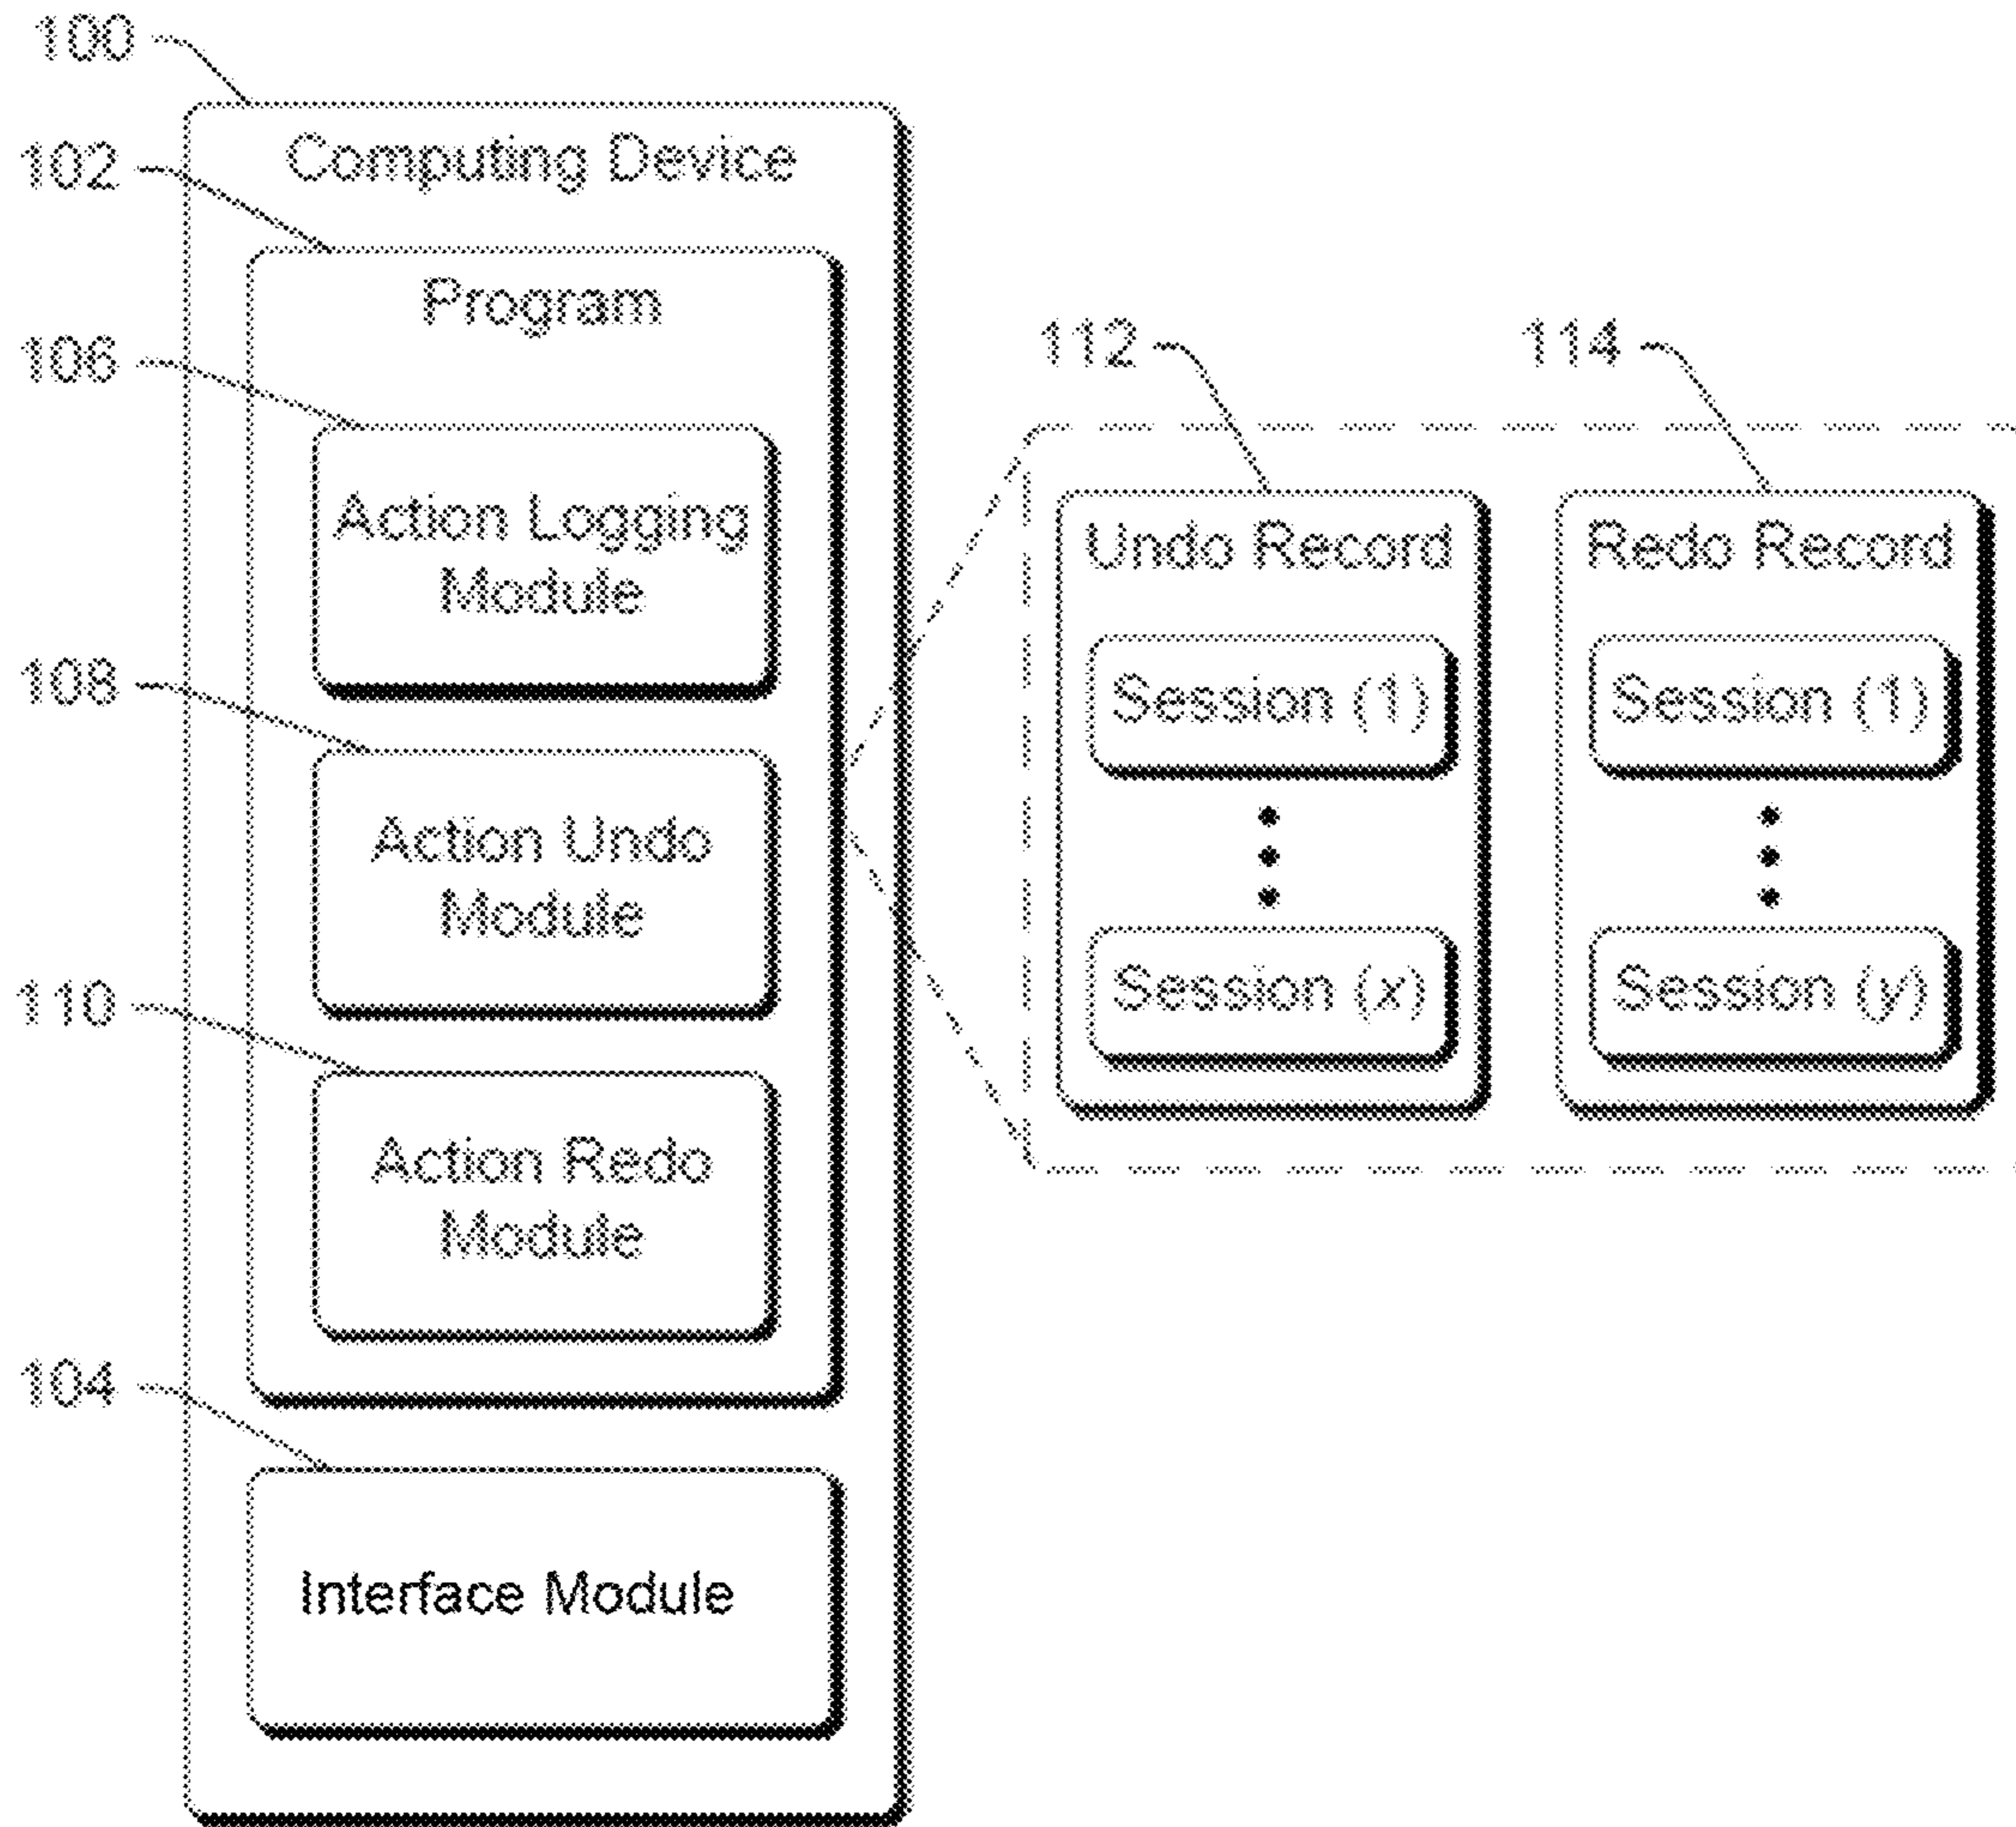 100
Computing Device
102
Program
106
Action Logging
Module
108
Action Undo
Module
110
Action Redo
Module
104
Interface Module
112
Undo Record
Session (1)
Session (x)
114
Redo Record
Session (1)
Session (y)